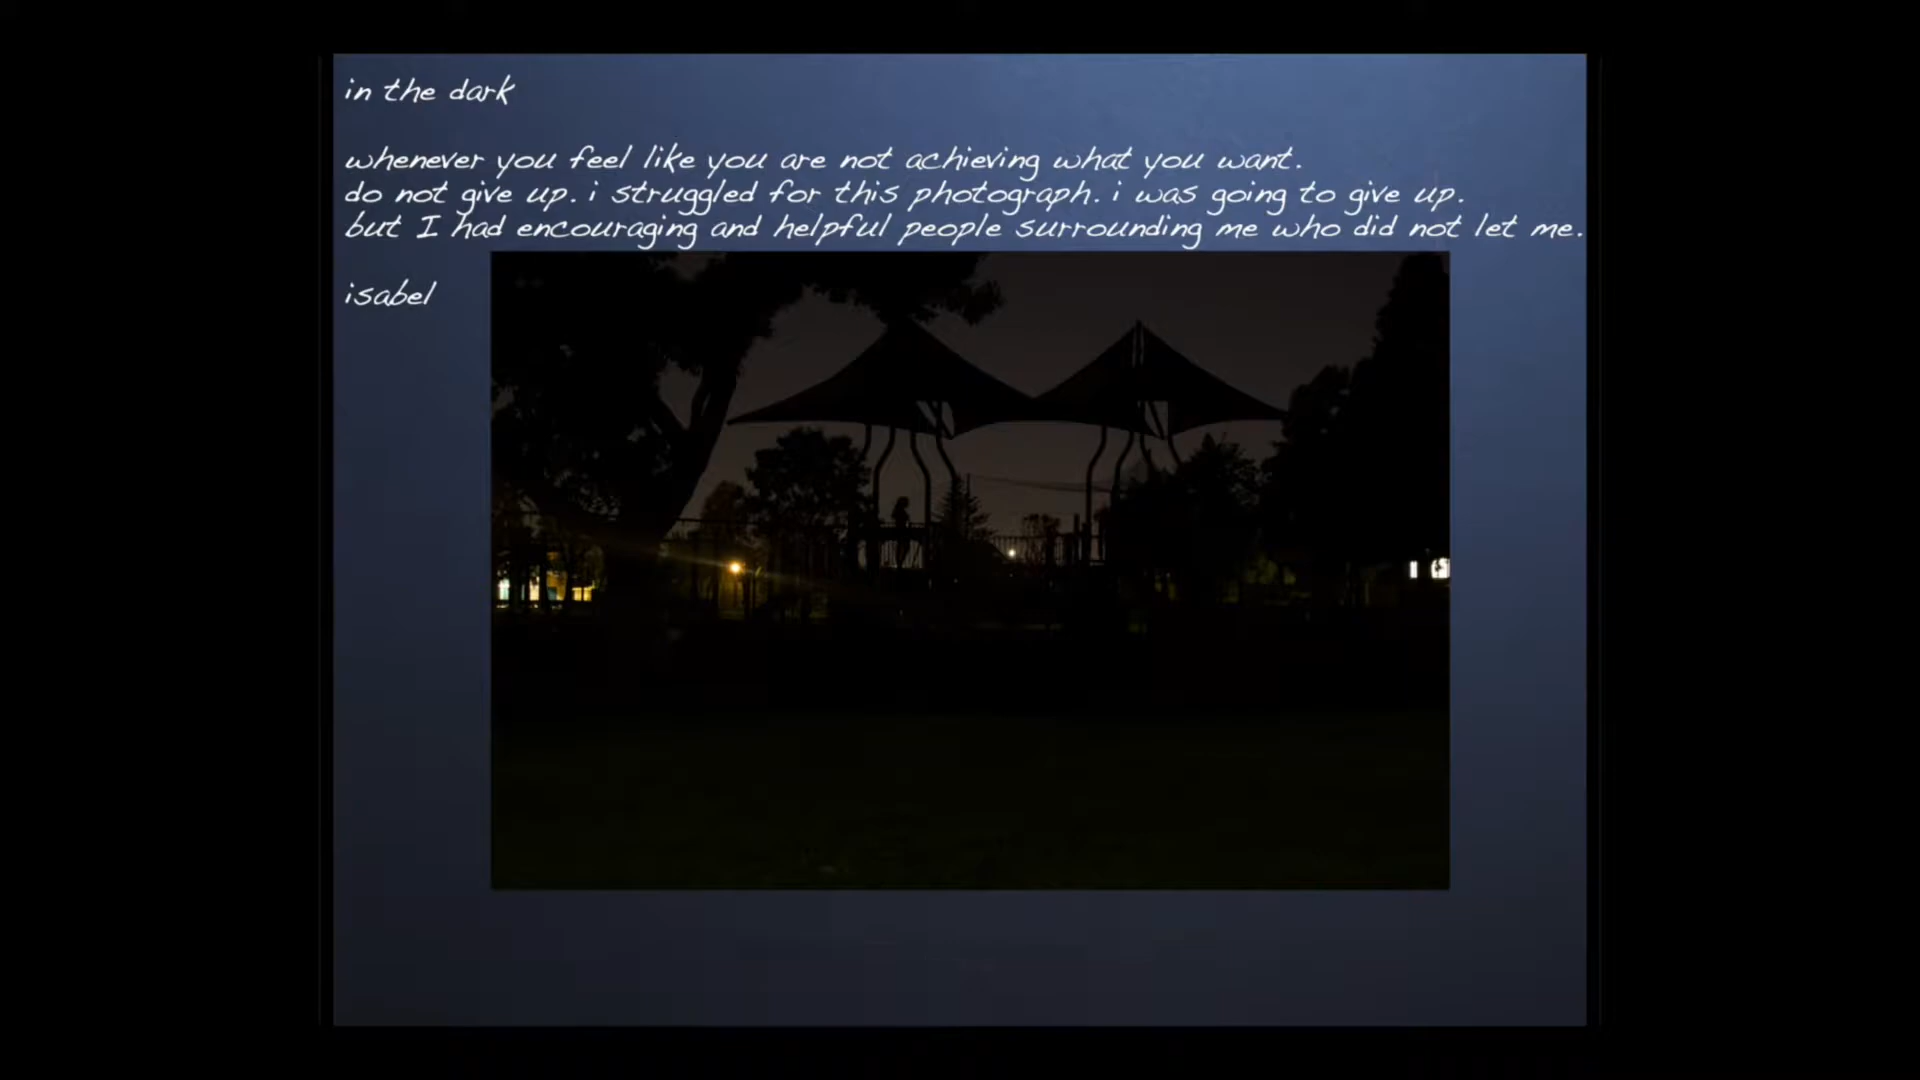 in the dark
whenever you feel like you are not achieving what you want.
do not give up. i struggled for this photograph. i was going to give up.
but I had encouraging and helpful people surrounding me who did not let me.
isabel